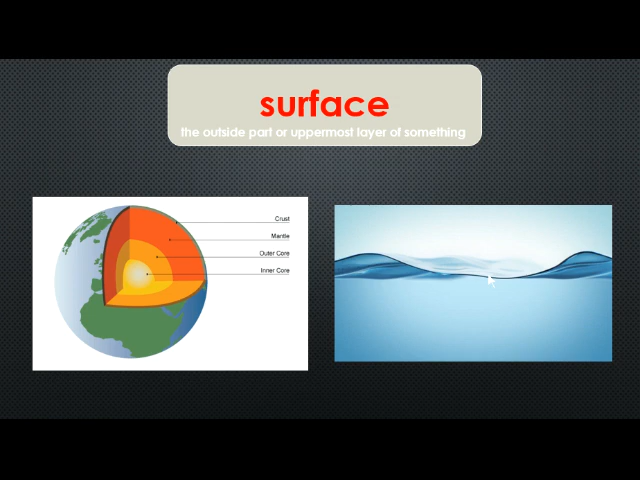 surface
the outside part or uppermost layer of something
Crust
Mantle
Outer Core
Inner Core